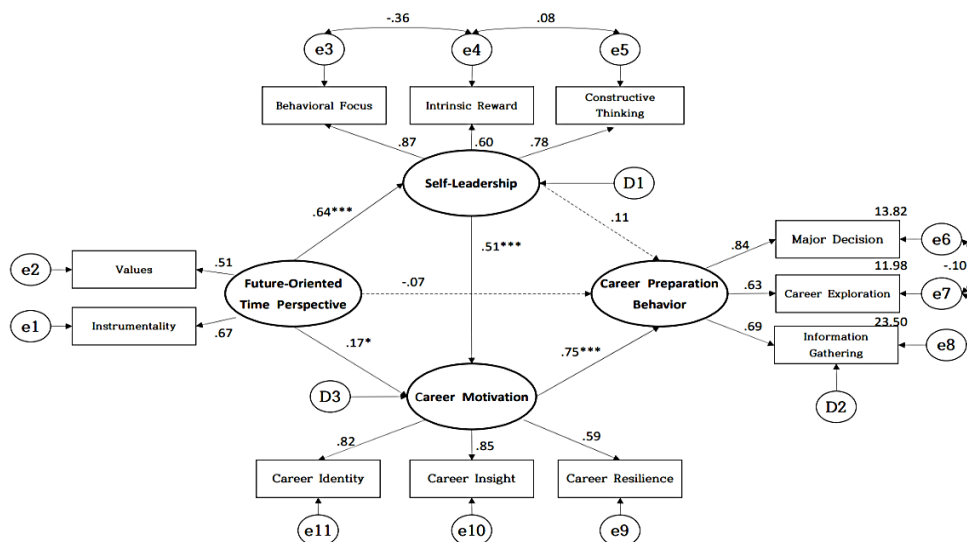 -.36
.08
e3
e4
e5
Behavioral Focus
Intrinsic Reward
Constructive
Thinking
.87
.60
.78
Self-Leadership
D1
.64***
.11
13.82
.51***
.84
Major Decision
e6
e2
Values
.51
Future-Oriented
Time Perspective
-.07
Career Preparation
Behavior
11.98
-.10
.63
Career Exploration
e7
e1
Instrumentality
.67
.69
23.50
Information
Gathering
e8
.17*
.75***
D3
Career Motivation
D2
.82
.85
.59
Career Identity
Career Insight
Career Resilience
e11
e10
e9